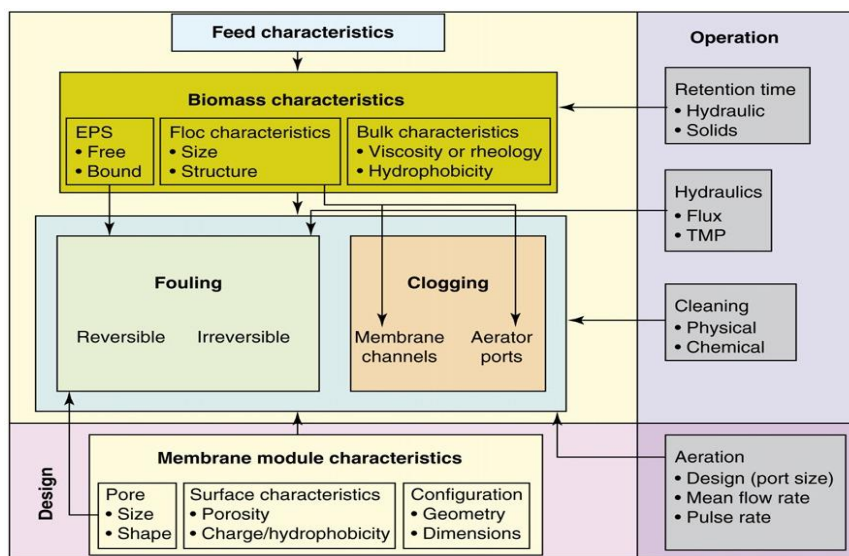 Feed characteristics
Operation
Biomass characteristics
EPS
• Free
• Bound
Floc characteristics
• Size
• Structure
Bulk characteristics
• Viscosity or rheology
• Hydrophobicity
Retention time
• Hydraulic
• Solids
Hydraulics
• Flux
• TMP
Fouling
Reversible
Irreversible
Clogging
Membrane
channels
Aerator
ports
Cleaning
• Physical
• Chemical
Design
Membrane module characteristics
Pore
• Size
• Shape
Surface characteristics
• Porosity
• Charge/hydrophobicity
Configuration
• Geometry
• Dimensions
Aeration
• Design (port size)
• Mean flow rate
• Pulse rate